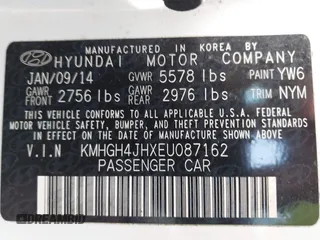 MANUFACTURED IN KOREA BY
HYUNDAI MOTOR COMPANY
JAN/09/14 GVWR 5578 lbs PAINT YW6
GAWR FRONT 2756 lbs GAWR REAR 2976 lbs TRIM NYM
THIS VEHICLE CONFORMS TO ALL APPLICABLE
FEDERAL MOTOR VEHICLE SAFETY, BUMPER,
AND THEFT PREVENTION STANDARDS
IN EFFECT ON THE DATE OF MANUFACTURE
SHOWN ABOVE.
V.I.N KMHGH4JHXEU087162
PASSENGER CAR
DREAMBID